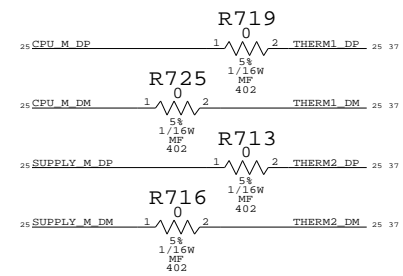 R719
0
25 CPU_M_DP 1 2 THERM1_DP 25 37
5%
1/16W
MF
402
R725
0
25 CPU_M_DM 1 2 THERM1_DM 25 37
5%
1/16W
MF
402
R713
0
25 SUPPLY_M_DP 1 2 THERM2_DP 25 37
5%
1/16W
MF
402
R716
0
25 SUPPLY_M_DM 1 2 THERM2_DM 25 37
5%
1/16W
MF
402